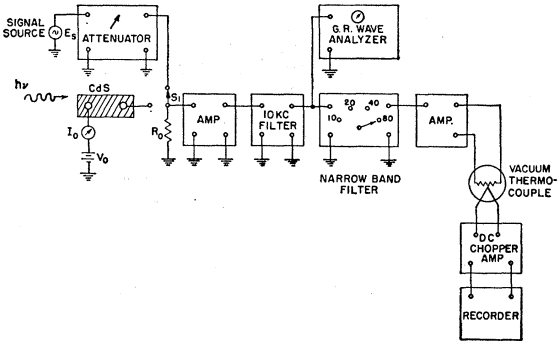 SIGNAL
SOURCE
E_S
ATTENUATOR
G. R. WAVE
ANALYZER
hν
CdS
S₁
I₀
V₀
R₀
AMP
10KC
FILTER
20
40
10
80
NARROW BAND
FILTER
AMP.
VACUUM
THERMO-
COUPLE
DC
CHOPPER
AMP
RECORDER